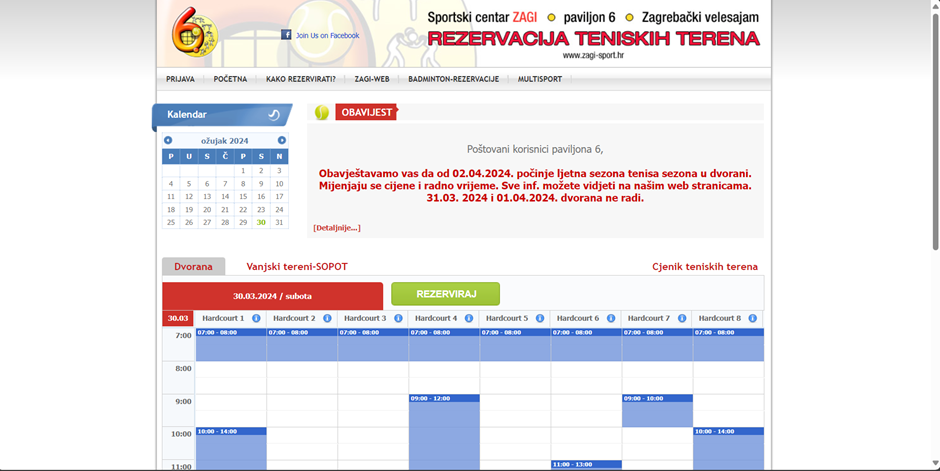 Sportski centar ZAGI paviljon 6 Zagrebački velesajam
REZERVACIJA TENISKIH TERENA
www.zagi-sport.hr
6
Join Us on Facebook
PRIJAVA POČETNA KAKO REZERVIRATI? ZAGI-WEB BADMINTON-REZERVACIJE MULTISPORT
Kalendar
ožujak 2024
P U S Č P S N
1 2 3
4 5 6 7 8 9 10
11 12 13 14 15 16 17
18 19 20 21 22 23 24
25 26 27 28 29 30 31
OBAVIJEST
Poštovani korisnici paviljona 6,
Obavještavamo vas da od 02.04.2024. počinje ljetna sezona tenisa sezona u dvorani.
Mijenjaju se cijene i radno vrijeme. Sve inf. možete vidjeti na našim web stranicama.
31.03. 2024 i 01.04.2024. dvorana ne radi.
[Detaljnije...]
Dvorana Vanjski tereni-SOPOT Cjenik teniskih terena
30.03.2024 / subota REZERVIRAJ
30.03 Hardcourt 1 Hardcourt 2 Hardcourt 3 Hardcourt 4 Hardcourt 5 Hardcourt 6 Hardcourt 7 Hardcourt 8
7:00 07:00 - 08:00 07:00 - 08:00 07:00 - 08:00 07:00 - 08:00 07:00 - 08:00 07:00 - 08:00 07:00 - 08:00 07:00 - 08:00
8:00
9:00 09:00 - 12:00 09:00 - 10:00
10:00 10:00 - 14:00 10:00 - 14:00
11:00 11:00 - 13:00